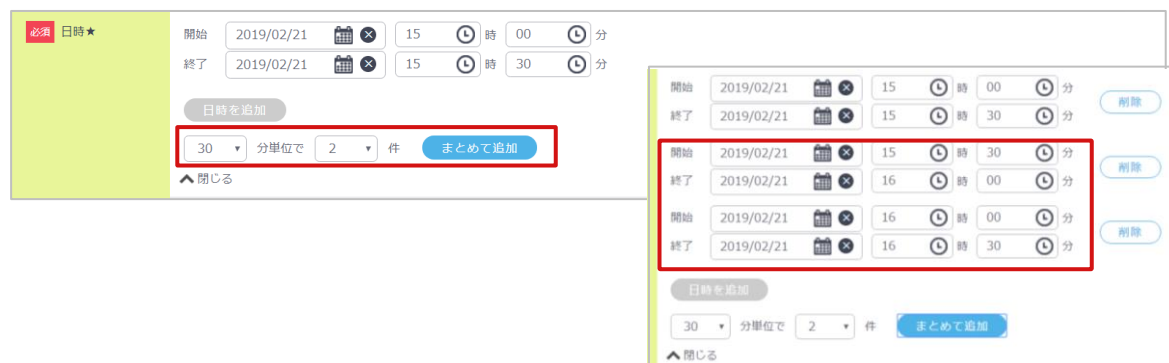 必須 日時★
開始 2019/02/21 15 時 00 分
終了 2019/02/21 15 時 30 分
日時を追加
30 分単位で 2 件 まとめて追加
閉じる
開始 2019/02/21 15 時 00 分
削除
終了 2019/02/21 15 時 30 分
開始 2019/02/21 15 時 30 分
削除
終了 2019/02/21 16 時 00 分
開始 2019/02/21 16 時 00 分
削除
終了 2019/02/21 16 時 30 分
日時を追加
30 分単位で 2 件 まとめて追加
閉じる